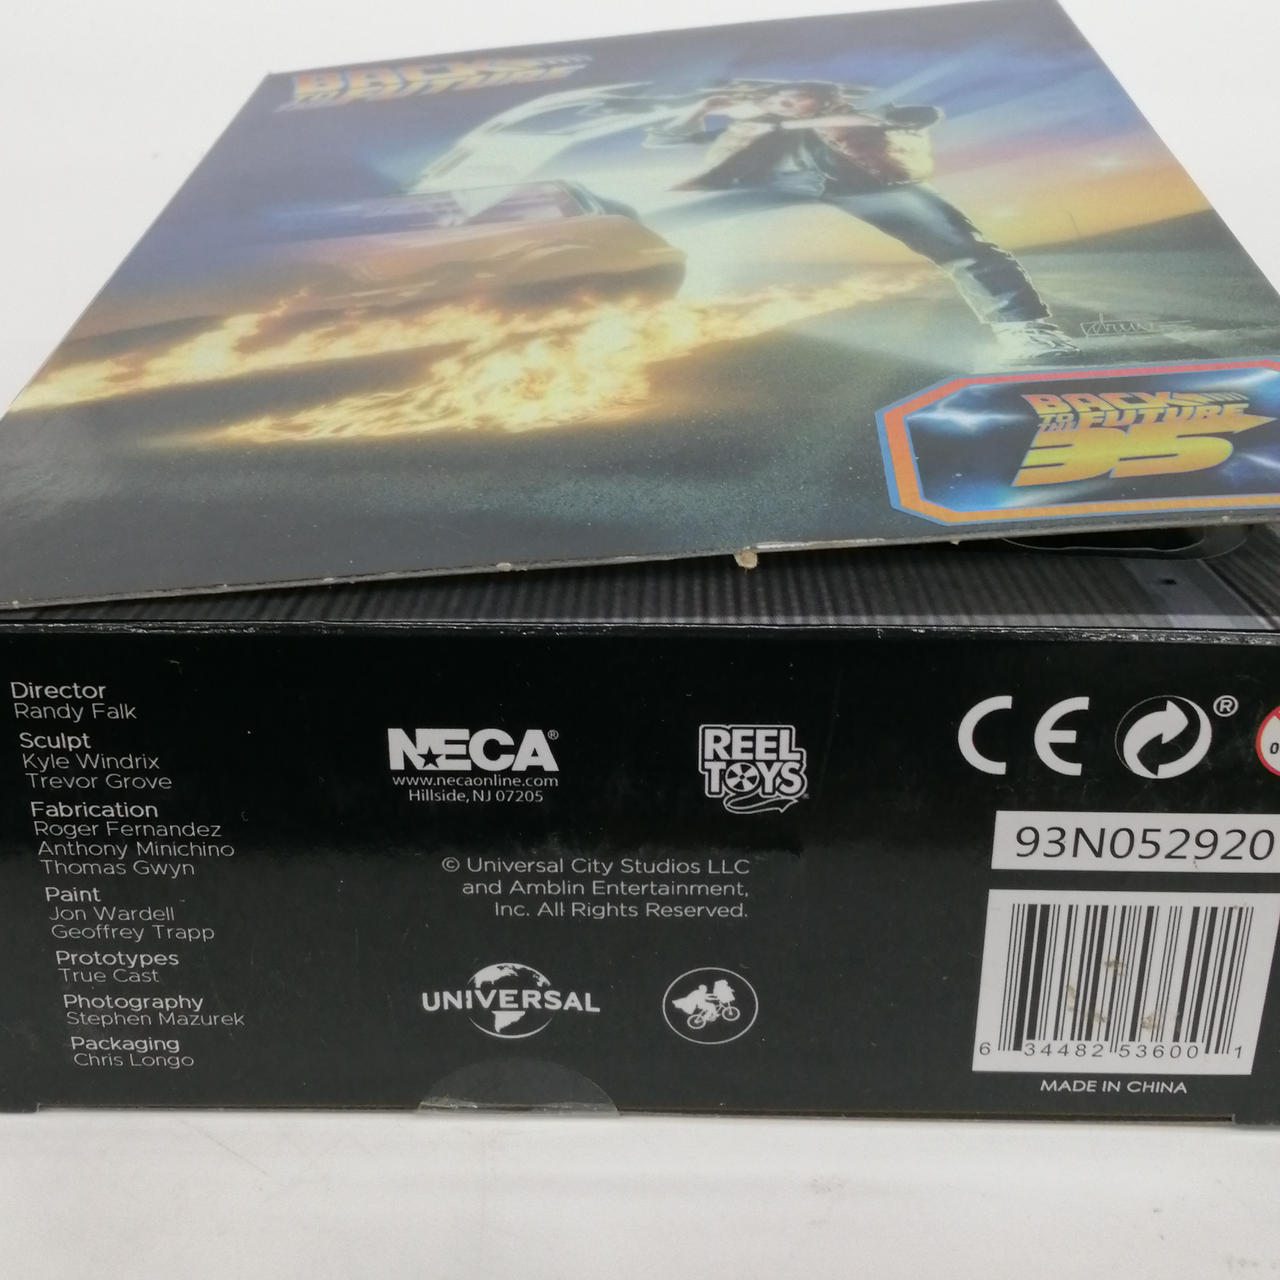 BACK
TO THE FUTURE
BACK
TO THE FUTURE
35
Director
Randy Falk
Sculpt
Kyle Windrix
Trevor Grove
Fabrication
Roger Fernandez
Anthony Minichino
Thomas Gwyn
Paint
Jon Wardell
Geoffrey Trapp
Prototypes
True Cast
Photography
Stephen Mazurek
Packaging
Chris Longo
NECA®
www.necaonline.com
Hillside, NJ 07205
REEL
TOYS
© Universal City Studios LLC
and Amblin Entertainment,
Inc. All Rights Reserved.
UNIVERSAL
CE ®
0
93N052920
6 34482 53600 1
MADE IN CHINA